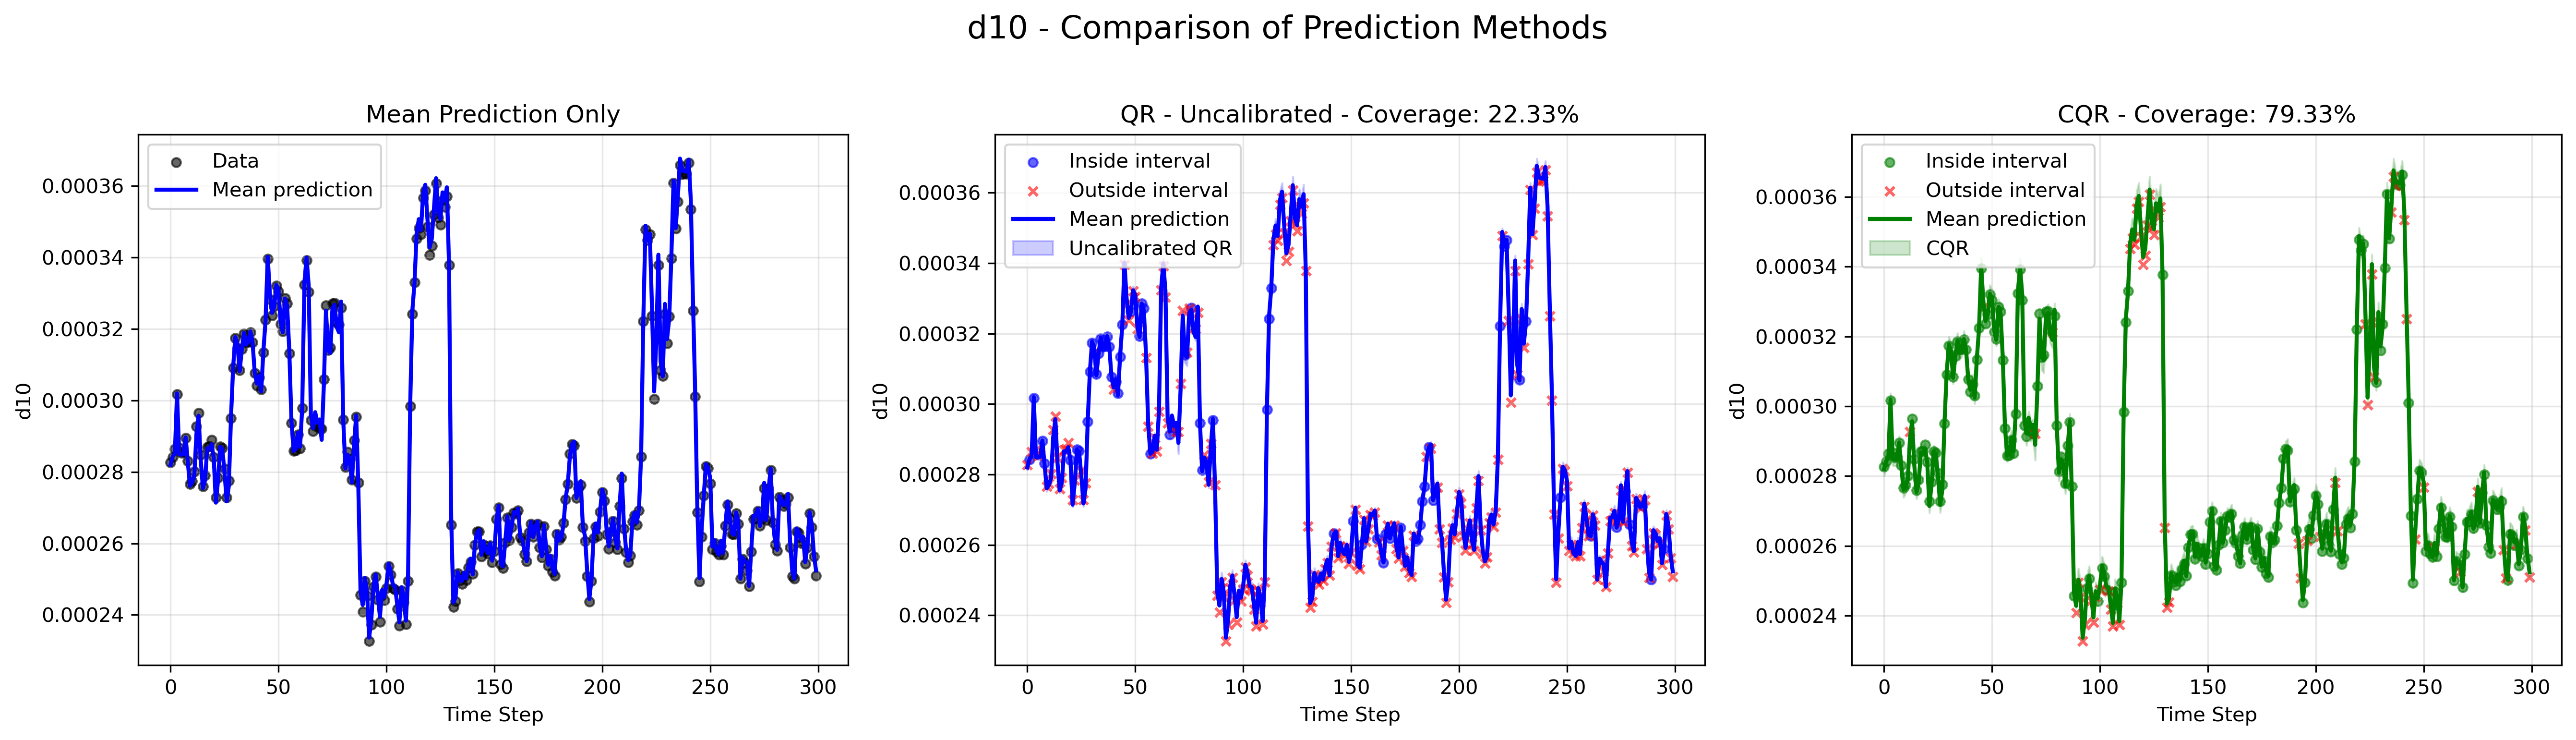 d10 - Comparison of Prediction Methods
Mean Prediction Only
Data
Mean prediction
d10
0.00036
0.00034
0.00032
0.00030
0.00028
0.00026
0.00024
0 50 100 150 200 250 300
Time Step
QR - Uncalibrated - Coverage: 22.33%
Inside interval
Outside interval
Mean prediction
Uncalibrated QR
d10
0.00036
0.00034
0.00032
0.00030
0.00028
0.00026
0.00024
0 50 100 150 200 250 300
Time Step
CQR - Coverage: 79.33%
Inside interval
Outside interval
Mean prediction
CQR
d10
0.00036
0.00034
0.00032
0.00030
0.00028
0.00026
0.00024
0 50 100 150 200 250 300
Time Step